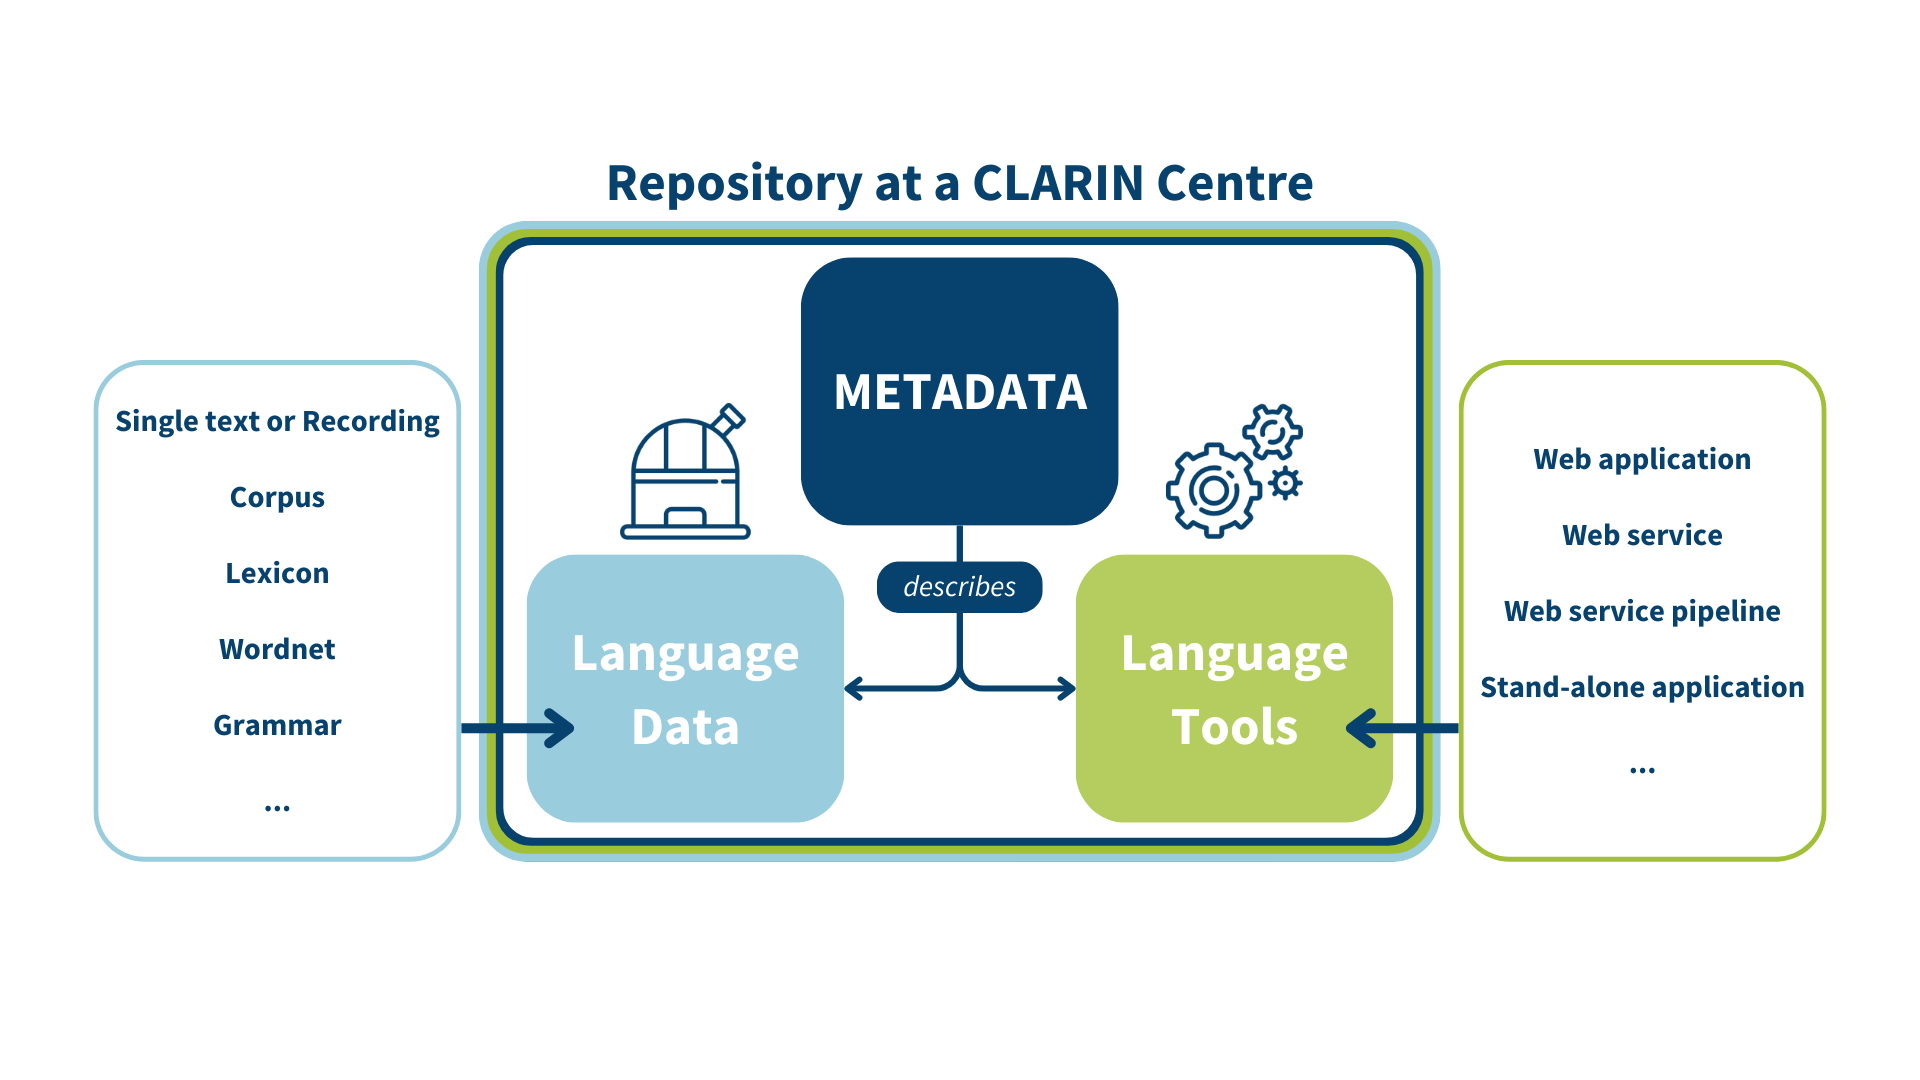 Repository at a CLARIN Centre
Single text or Recording
Corpus
Lexicon
Wordnet
Grammar
...
METADATA
describes
Language
Data
Language
Tools
Web application
Web service
Web service pipeline
Stand-alone application
...